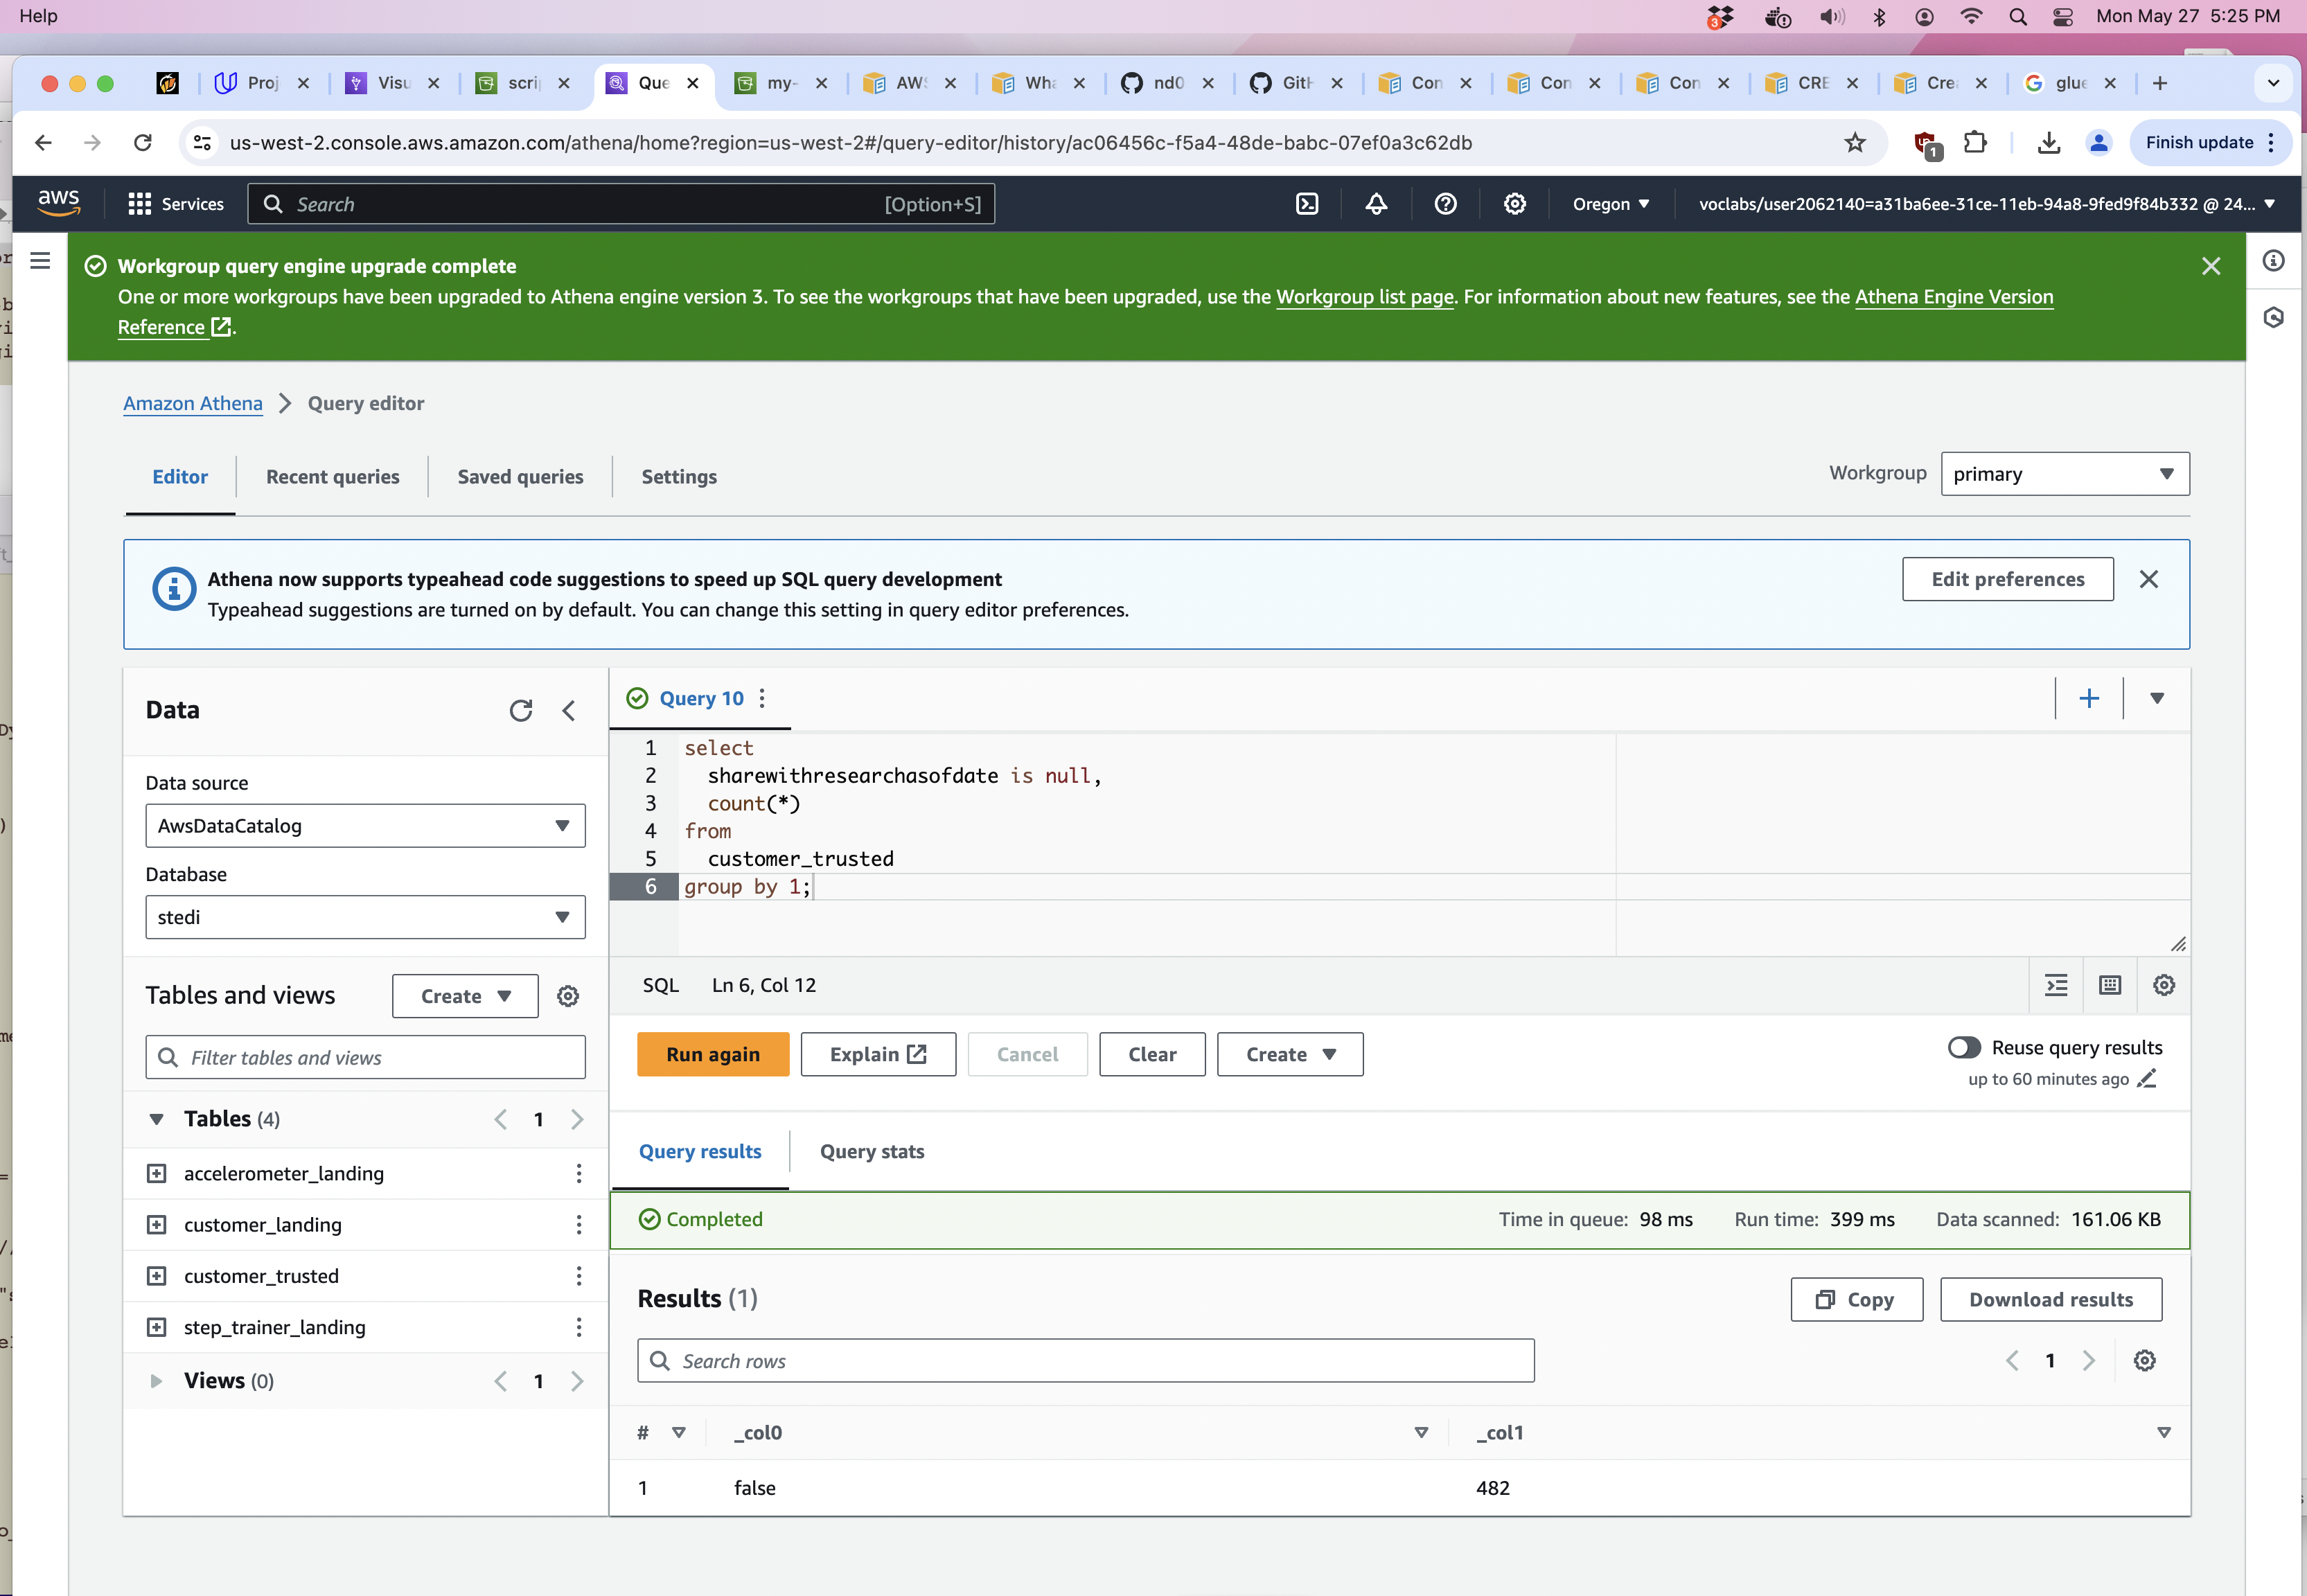 Help
3
Mon May 27 5:25 PM
Proj
Visu
scrip
Que
my-
AWS
Wha
nd0
GitH
Con
Con
Con
CRE
Crea
glue
us-west-2.console.aws.amazon.com/athena/home?region=us-west-2#/query-editor/history/ac06456c-f5a4-48de-babc-07ef0a3c62db
1
Finish update
aws
Services
Search
[Option+S]
Oregon
voclabs/user2062140=a31ba6ee-31ce-11eb-94a8-9fed9f84b332 @ 24...
Workgroup query engine upgrade complete
One or more workgroups have been upgraded to Athena engine version 3. To see the workgroups that have been upgraded, use the Workgroup list page. For information about new features, see the Athena Engine Version
Reference.
Amazon Athena
Query editor
Editor
Recent queries
Saved queries
Settings
Workgroup
primary
Athena now supports typeahead code suggestions to speed up SQL query development
Typeahead suggestions are turned on by default. You can change this setting in query editor preferences.
Edit preferences
Data
Data source
AwsDataCatalog
Database
stedi
Tables and views
Create
Filter tables and views
Tables (4)
1
accelerometer_landing
customer_landing
customer_trusted
step_trainer_landing
Views (0)
1
Query 10
1 select
2 sharewithresearchasofdate is null,
3 count(*)
4 from
5 customer_trusted
6 group by 1;
SQL
Ln 6, Col 12
Run again
Explain
Cancel
Clear
Create
Reuse query results
up to 60 minutes ago
Query results
Query stats
Completed
Time in queue: 98 ms
Run time: 399 ms
Data scanned: 161.06 KB
Results (1)
Copy
Download results
Search rows
1
# _col0 _col1
1 false 482